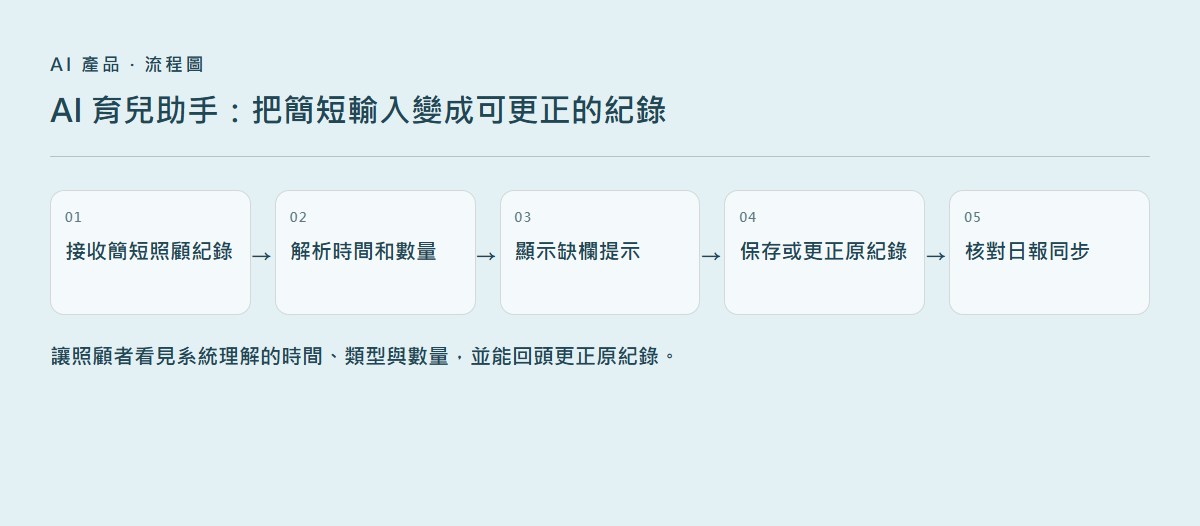 AI 產品 · 流程圖
AI 育兒助手：把簡短輸入變成可更正的紀錄
01
接收簡短照顧紀錄
→
02
解析時間和數量
→
03
顯示缺欄提示
→
04
保存或更正原紀錄
→
05
核對日報同步
讓照顧者看見系統理解的時間、類型與數量，並能回頭更正原紀錄。